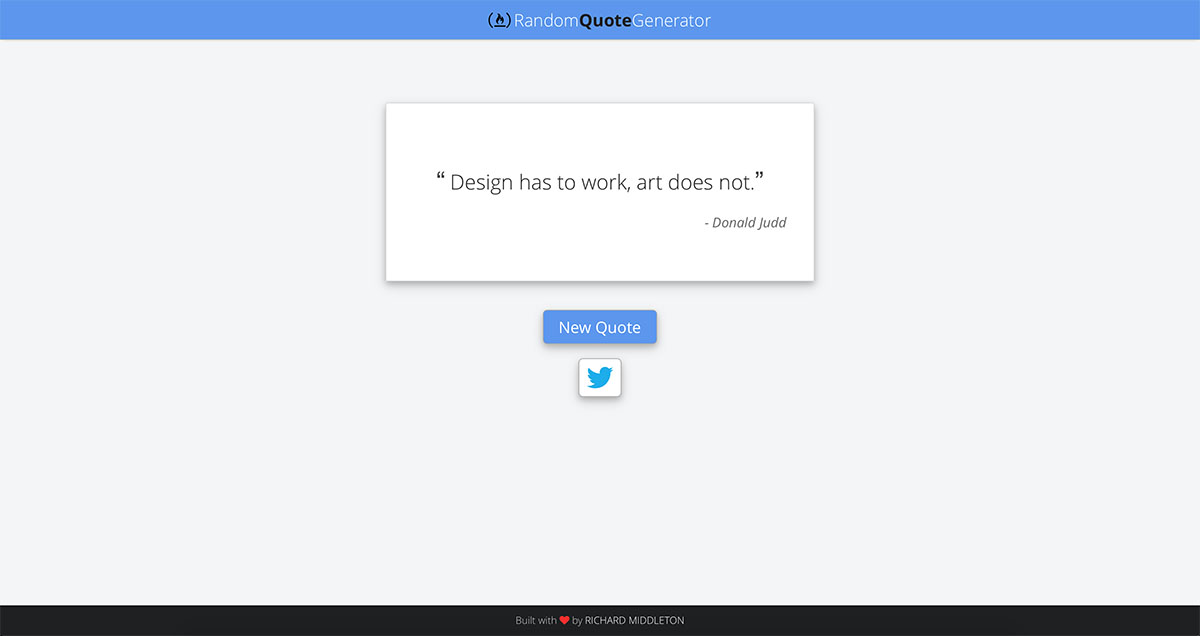 RandomQuoteGenerator
“ Design has to work, art does not.”
- Donald Judd
New Quote
Built with ❤ by RICHARD MIDDLETON